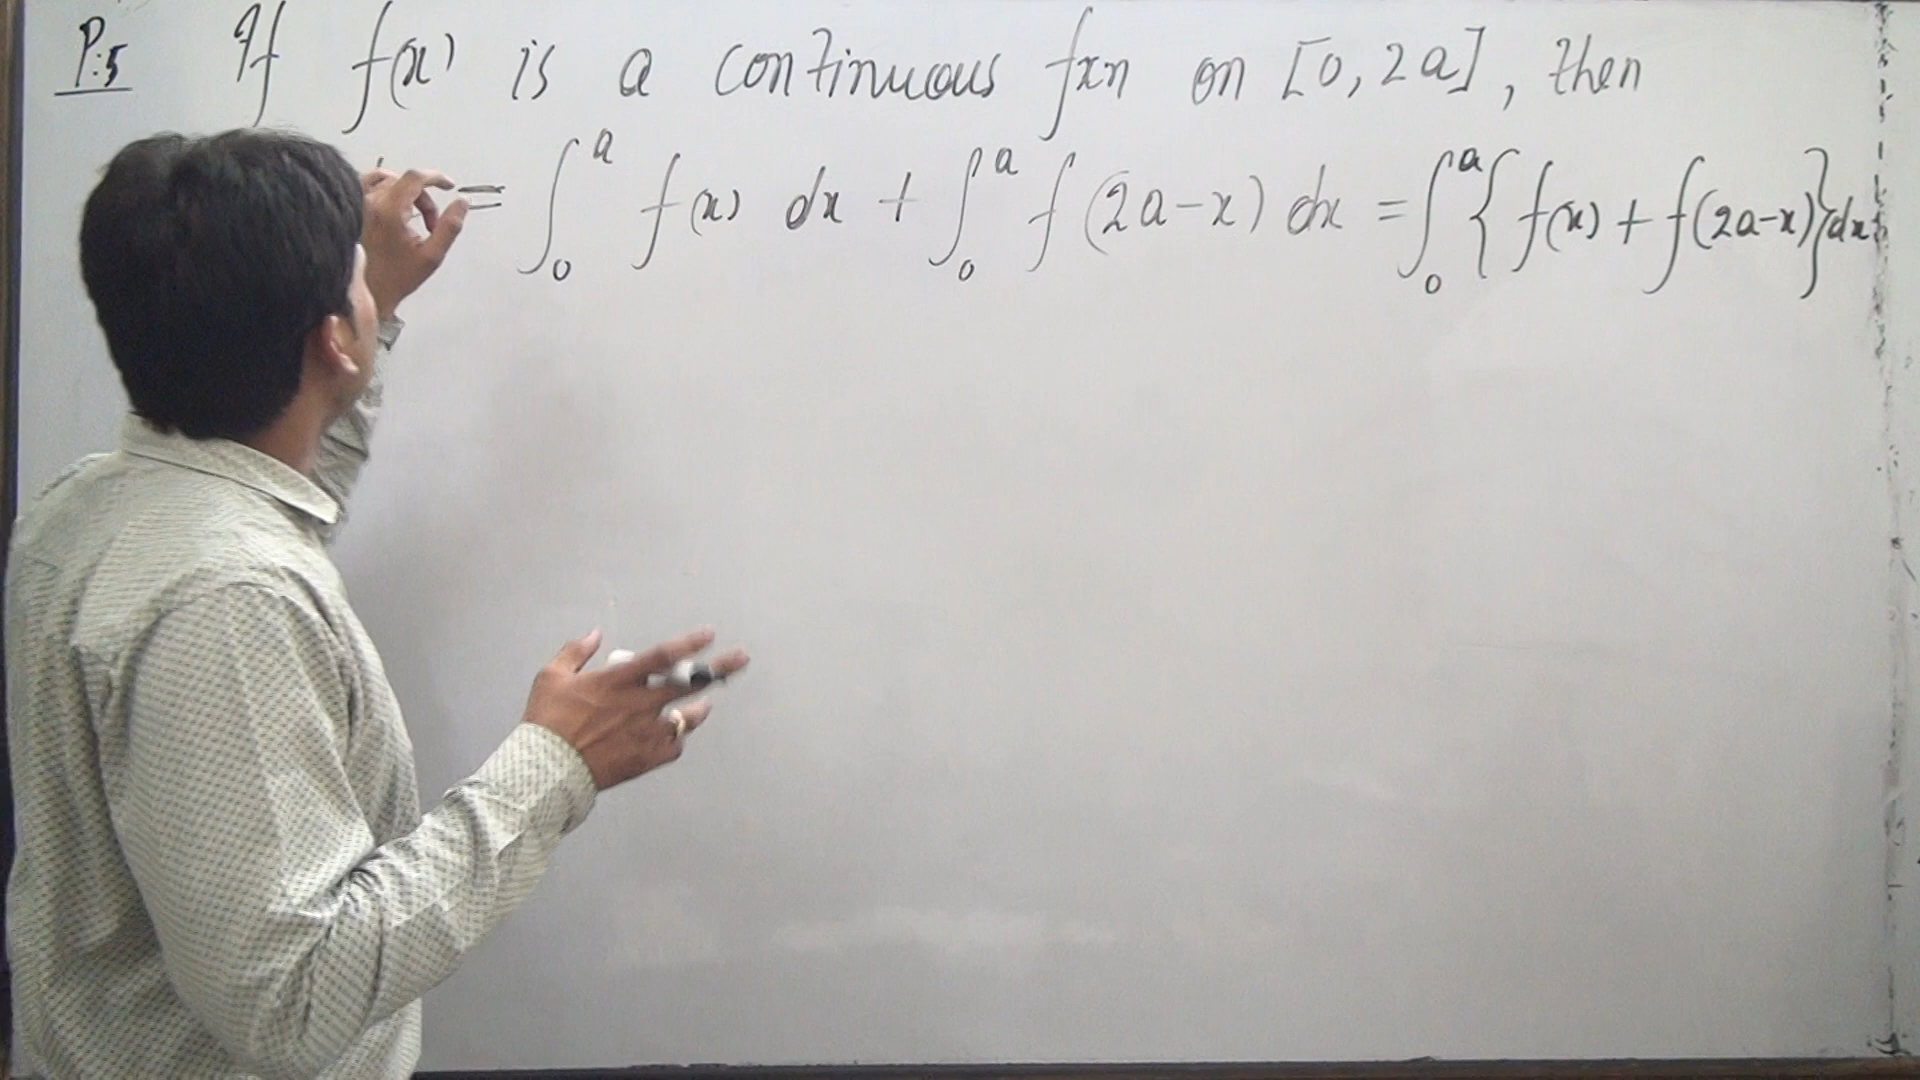 P:5 If f(x) is a continuous fxn on [0, 2a], then
= ∫₀ᵃ f(x) dx + ∫₀ᵃ f(2a-x) dx = ∫₀ᵃ { f(x) + f(2a-x)} dx